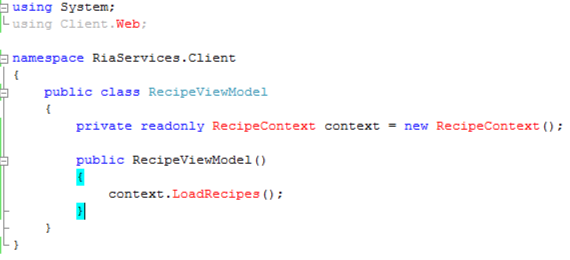 using System;
using Client.Web;
namespace RiaServices.Client
{
public class RecipeViewModel
{
private readonly RecipeContext context = new RecipeContext();
public RecipeViewModel()
{
context.LoadRecipes();
}
}
}